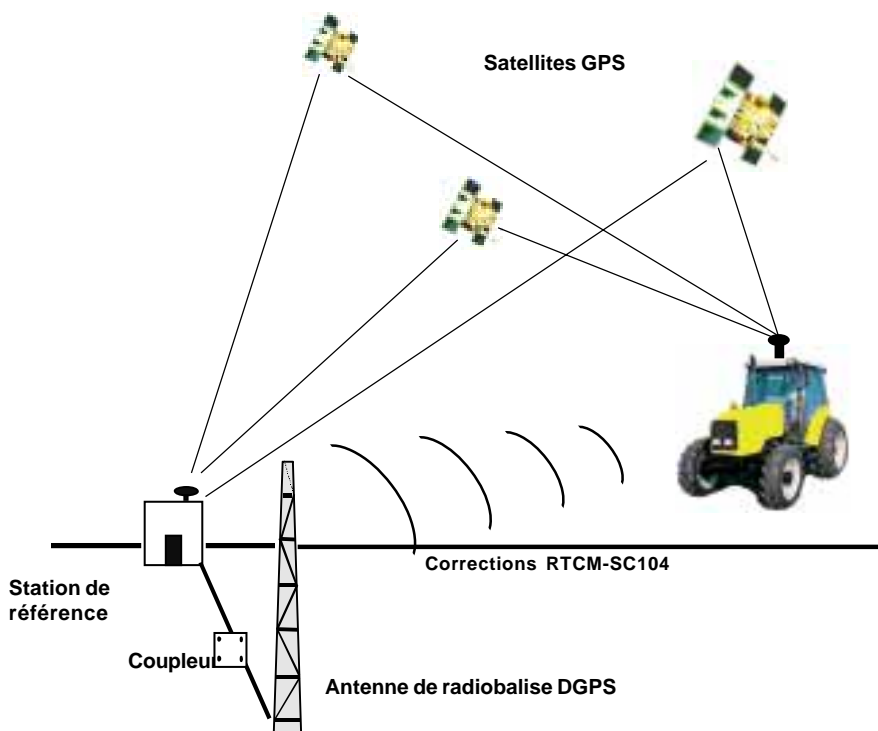 Satellites GPS
Corrections RTCM-SC104
Station de
référence
Coupleur
Antenne de radiobalise DGPS